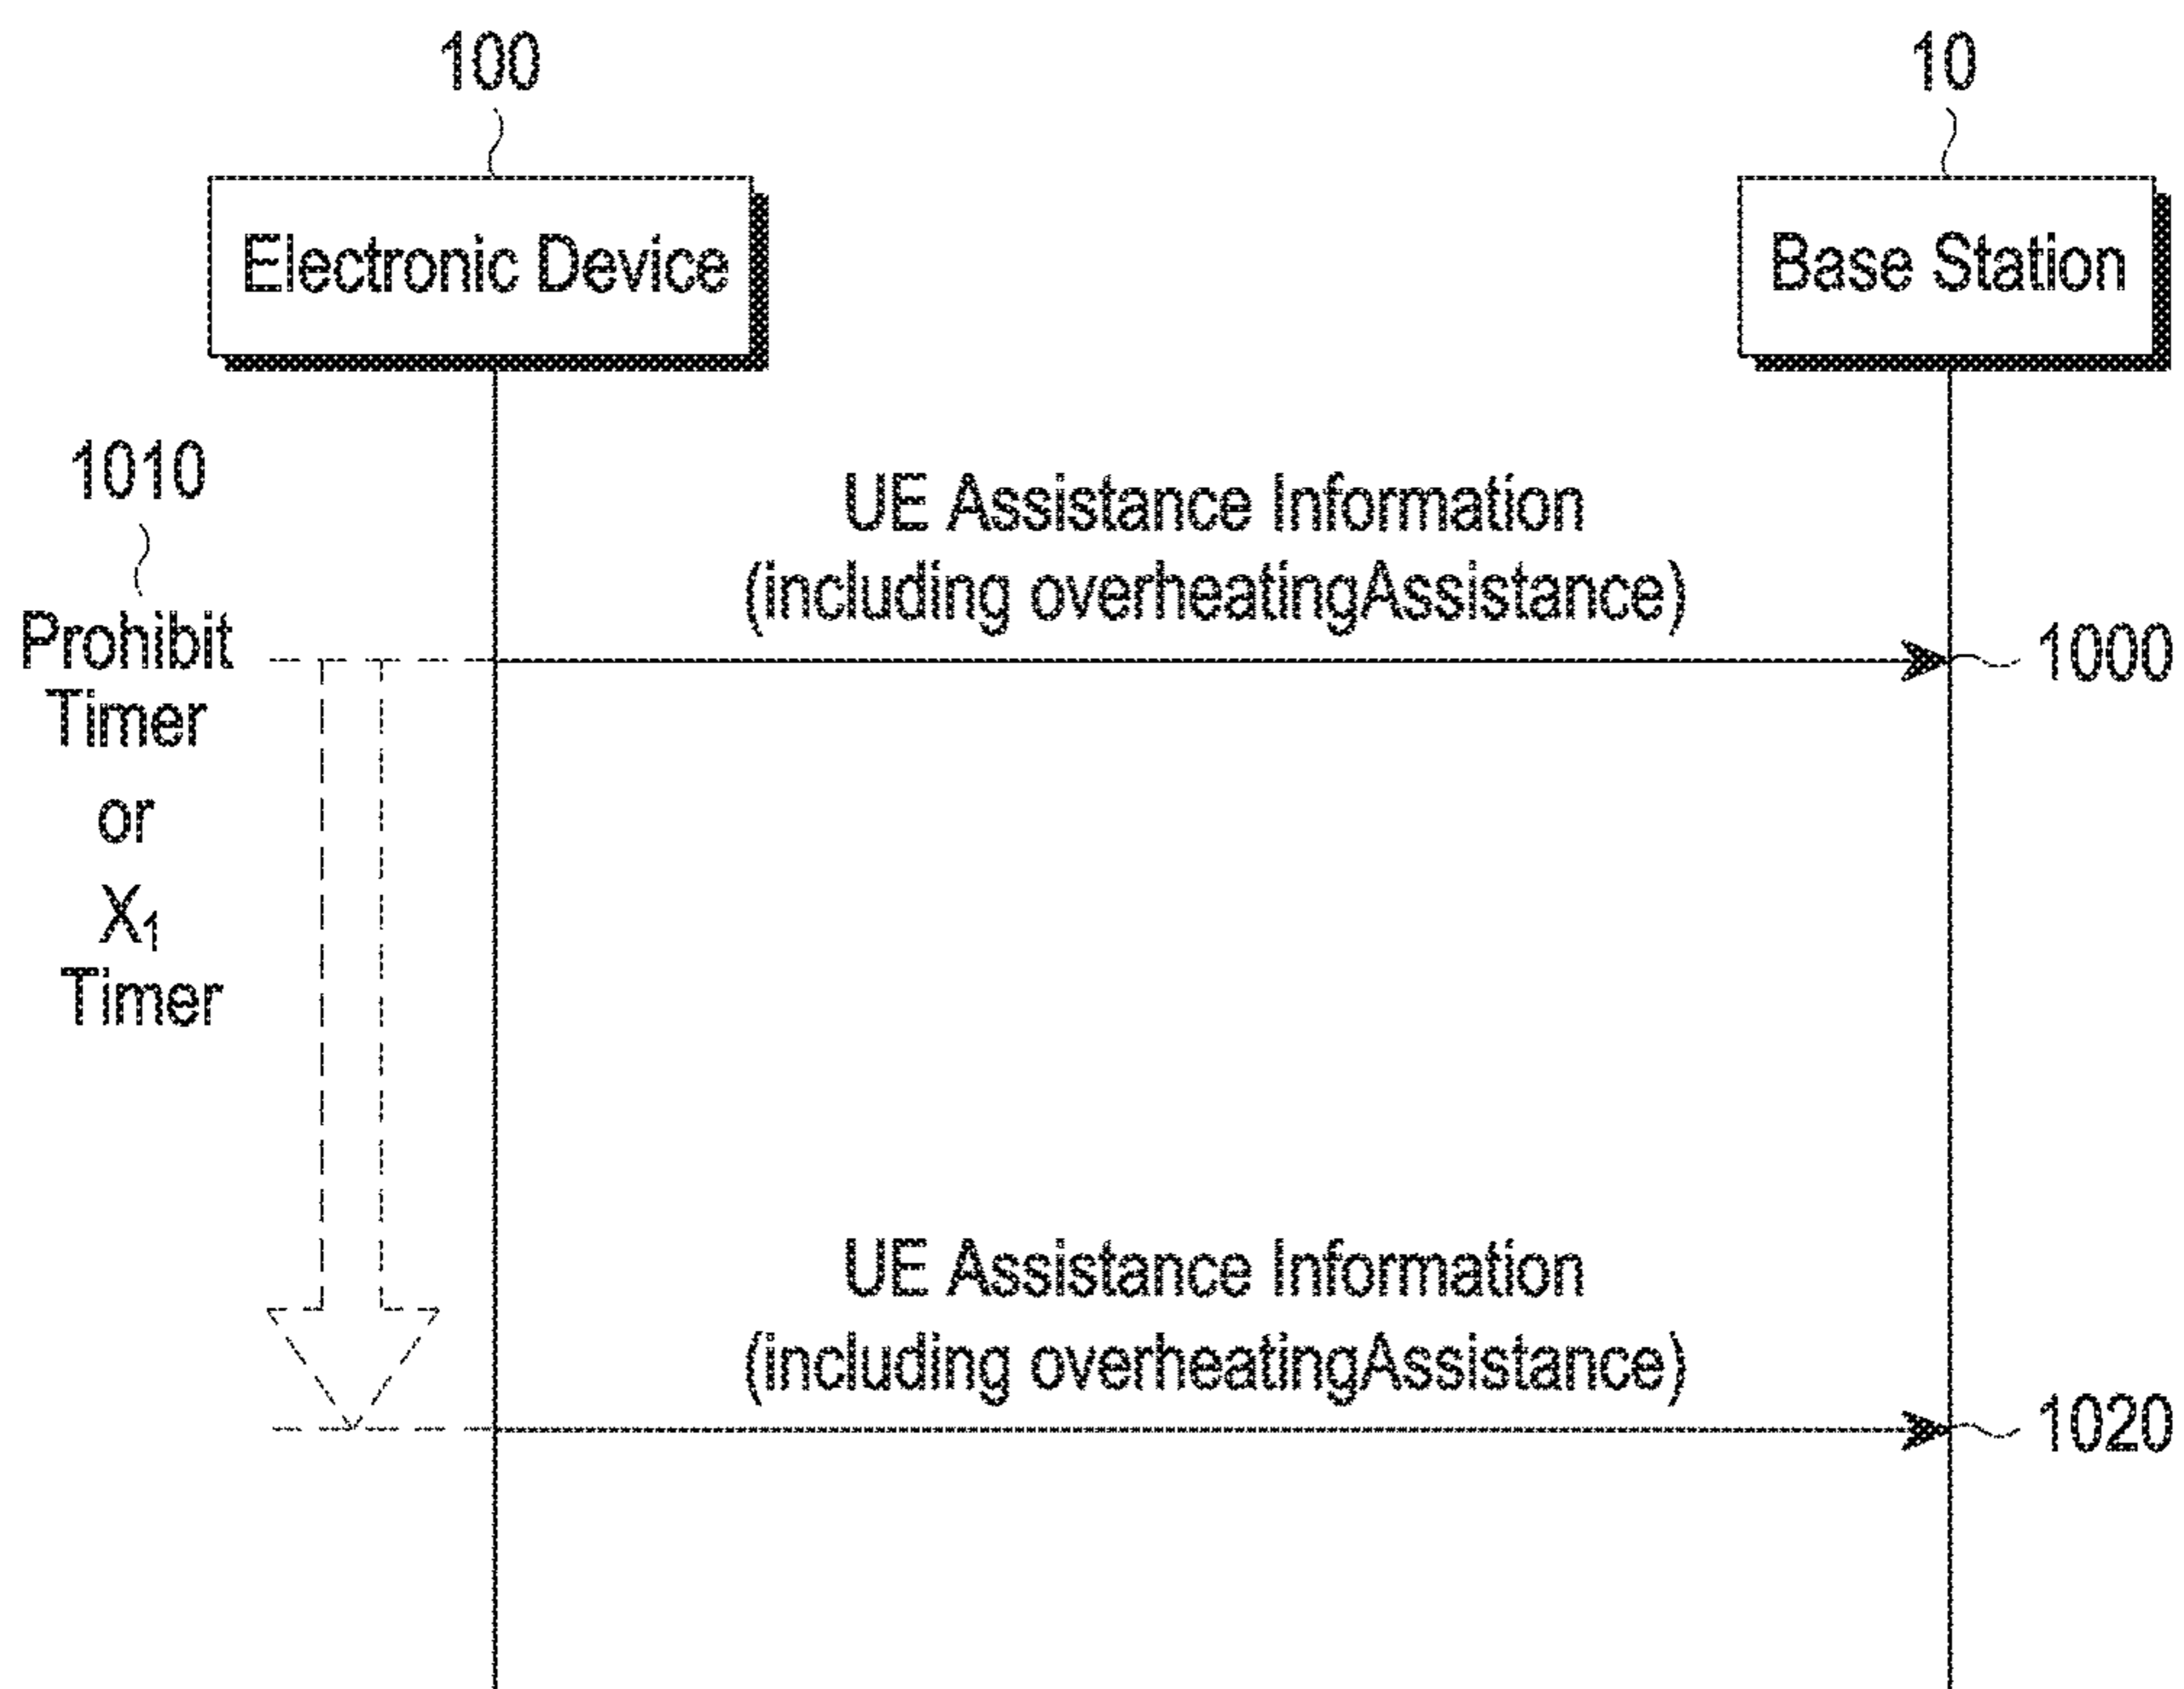 100
10
Electronic Device
Base Station
1010
UE Assistance Information
(including overheatingAssistance)
Prohibit
Timer
or
X₁
Timer
1000
UE Assistance Information
(including overheatingAssistance)
1020